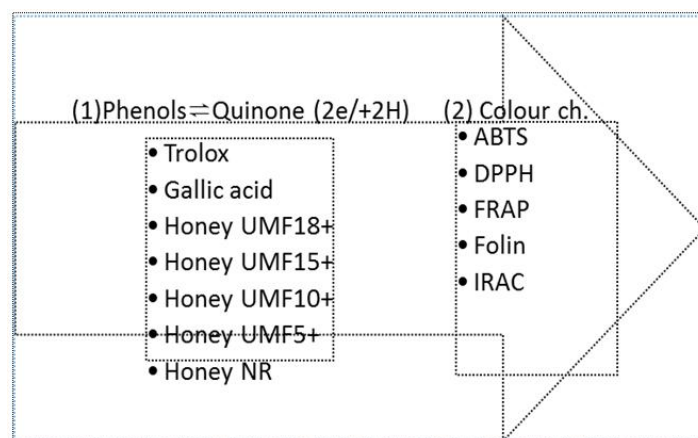 (1)Phenols⇌Quinone (2e/+2H) (2) Colour ch.
• Trolox
• Gallic acid
• Honey UMF18+
• Honey UMF15+
• Honey UMF10+
• Honey UMF5+
• Honey NR
• ABTS
• DPPH
• FRAP
• Folin
• IRAC